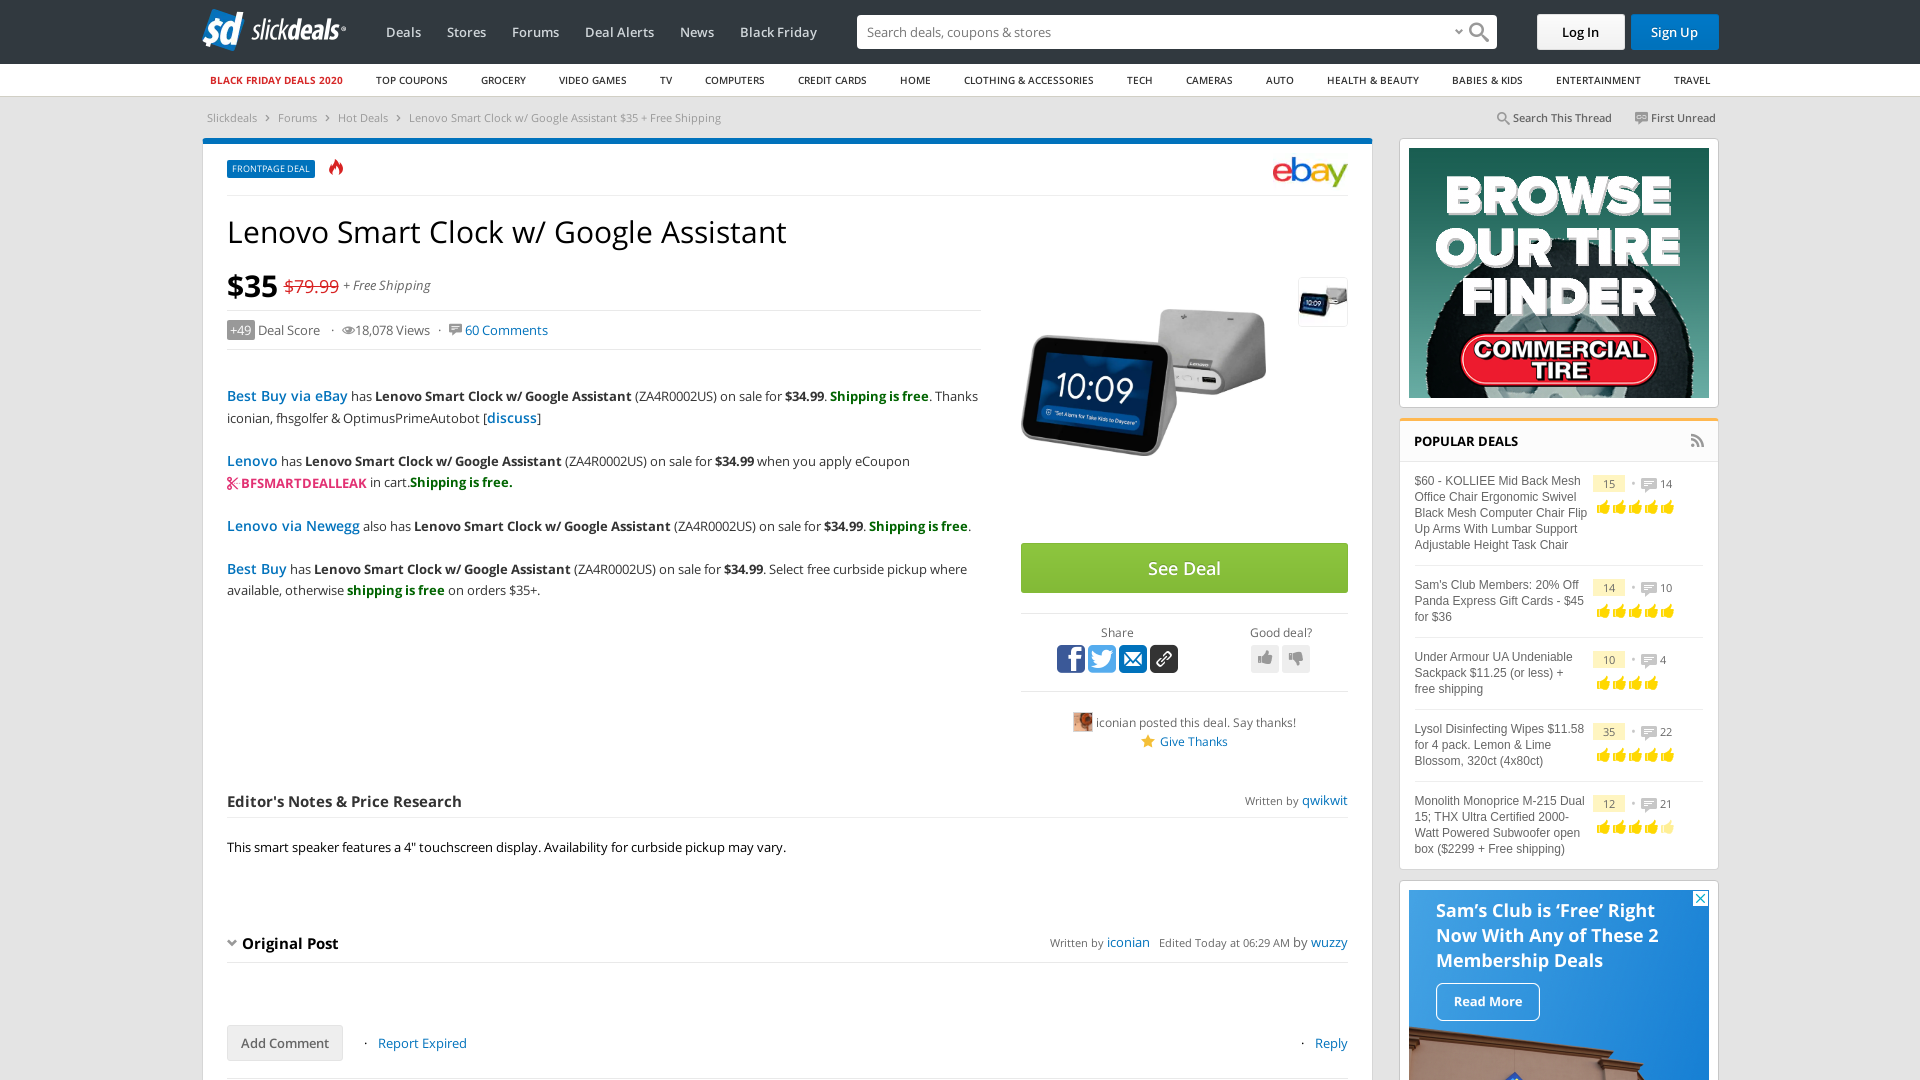 $d slickdeals
Deals Stores Forums Deal Alerts News Black Friday
Search deals, coupons & stores
Log In Sign Up
BLACK FRIDAY DEALS 2020 TOP COUPONS GROCERY VIDEO GAMES TV COMPUTERS CREDIT CARDS HOME CLOTHING & ACCESSORIES TECH CAMERAS AUTO HEALTH & BEAUTY BABIES & KIDS ENTERTAINMENT TRAVEL
Slickdeals > Forums > Hot Deals > Lenovo Smart Clock w/ Google Assistant $35 + Free Shipping
Search This Thread First Unread
FRONTPAGE DEAL
ebay
Lenovo Smart Clock w/ Google Assistant
$35 $79.99 + Free Shipping
+49 Deal Score · 18,078 Views · 60 Comments
Best Buy via eBay has Lenovo Smart Clock w/ Google Assistant (ZA4R0002US) on sale for $34.99. Shipping is free. Thanks
iconian, fhsgolfer & OptimusPrimeAutobot [discuss]
Lenovo has Lenovo Smart Clock w/ Google Assistant (ZA4R0002US) on sale for $34.99 when you apply eCoupon
BFSMARTDEALLEAK in cart.Shipping is free.
Lenovo via Newegg also has Lenovo Smart Clock w/ Google Assistant (ZA4R0002US) on sale for $34.99. Shipping is free.
Best Buy has Lenovo Smart Clock w/ Google Assistant (ZA4R0002US) on sale for $34.99. Select free curbside pickup where
available, otherwise shipping is free on orders $35+.
10:09
"Set Alarm for Take Kids to Daycare"
Lenovo
10:09
See Deal
Share Good deal?
iconian posted this deal. Say thanks!
Give Thanks
Editor's Notes & Price Research
Written by qwikwit
This smart speaker features a 4" touchscreen display. Availability for curbside pickup may vary.
Original Post
Written by iconian Edited Today at 06:29 AM by wuzzy
Add Comment · Report Expired
· Reply
BROWSE
OUR TIRE
FINDER
COMMERCIAL
TIRE
POPULAR DEALS
$60 - KOLLIEE Mid Back Mesh
Office Chair Ergonomic Swivel
Black Mesh Computer Chair Flip
Up Arms With Lumbar Support
Adjustable Height Task Chair
15 • 14
Sam's Club Members: 20% Off
Panda Express Gift Cards - $45
for $36
14 • 10
Under Armour UA Undeniable
Sackpack $11.25 (or less) +
free shipping
10 • 4
Lysol Disinfecting Wipes $11.58
for 4 pack. Lemon & Lime
Blossom, 320ct (4x80ct)
35 • 22
Monolith Monoprice M-215 Dual
15; THX Ultra Certified 2000-
Watt Powered Subwoofer open
box ($2299 + Free shipping)
12 • 21
Sam's Club is 'Free' Right
Now With Any of These 2
Membership Deals
Read More